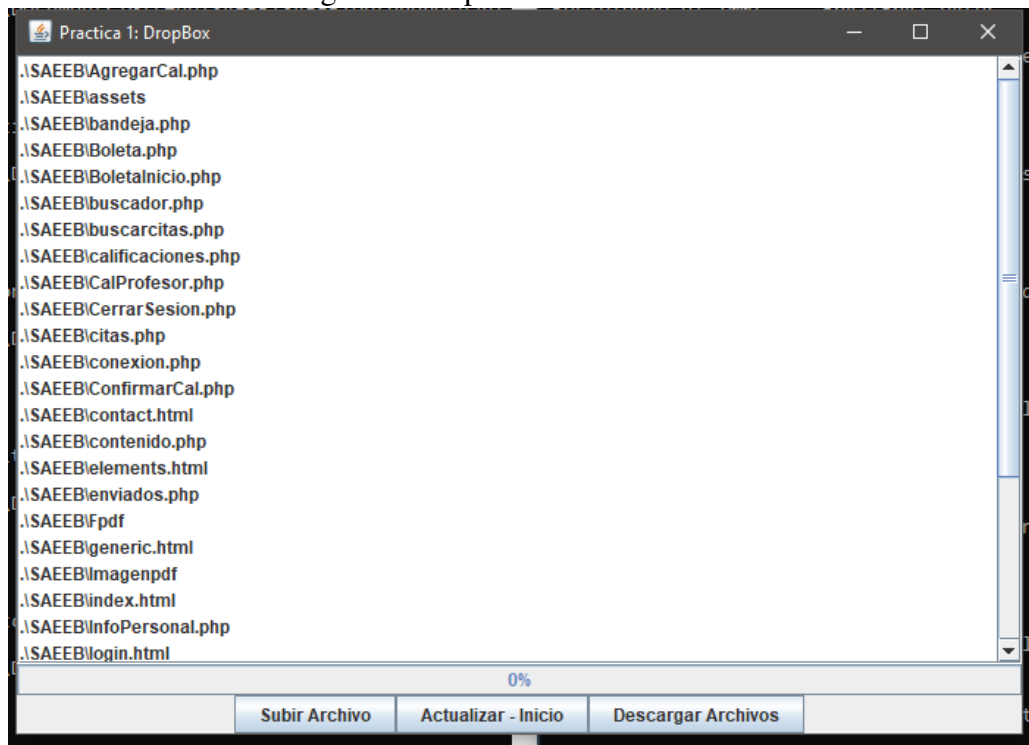 Practica 1: DropBox
.\SAEEB\AgregarCal.php
.\SAEEB\assets
.\SAEEB\bandeja.php
.\SAEEB\Boleta.php
.\SAEEB\BoletaInicio.php
.\SAEEB\buscador.php
.\SAEEB\buscarcitas.php
.\SAEEB\calificaciones.php
.\SAEEB\CalProfesor.php
.\SAEEB\CerrarSesion.php
.\SAEEB\citas.php
.\SAEEB\conexion.php
.\SAEEB\ConfirmarCal.php
.\SAEEB\contact.html
.\SAEEB\contenido.php
.\SAEEB\elements.html
.\SAEEB\enviados.php
.\SAEEB\Fpdf
.\SAEEB\generic.html
.\SAEEB\Imagenpdf
.\SAEEB\index.html
.\SAEEB\InfoPersonal.php
.\SAEEB\login.html
0%
Subir Archivo Actualizar - Inicio Descargar Archivos